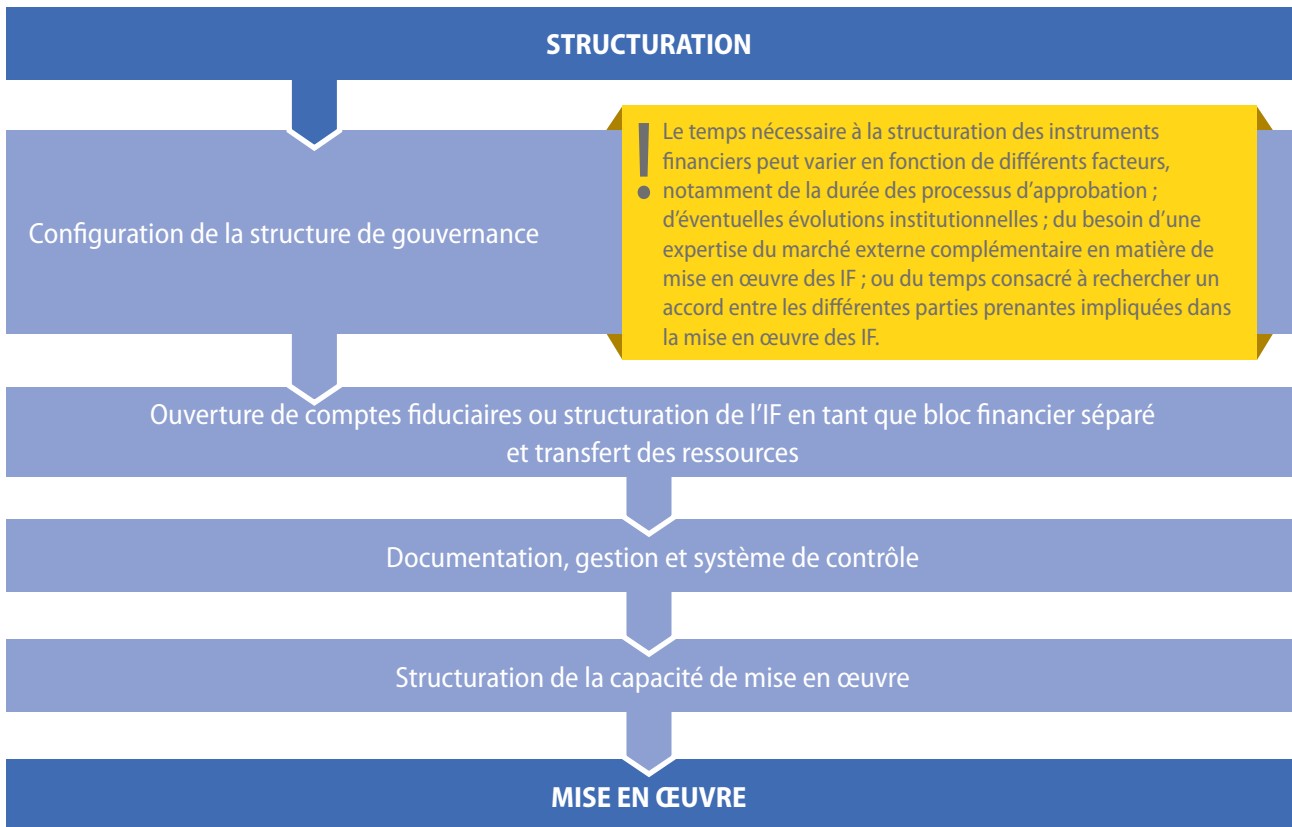 STRUCTURATION
Configuration de la structure de gouvernance
!
Le temps nécessaire à la structuration des instruments
financiers peut varier en fonction de différents facteurs,
notamment de la durée des processus d'approbation ;
d'éventuelles évolutions institutionnelles ; du besoin d'une
expertise du marché externe complémentaire en matière de
mise en œuvre des IF ; ou du temps consacré à rechercher un
accord entre les différentes parties prenantes impliquées dans
la mise en œuvre des IF.
Ouverture de comptes fiduciaires ou structuration de l'IF en tant que bloc financier séparé
et transfert des ressources
Documentation, gestion et système de contrôle
Structuration de la capacité de mise en œuvre
MISE EN ŒUVRE